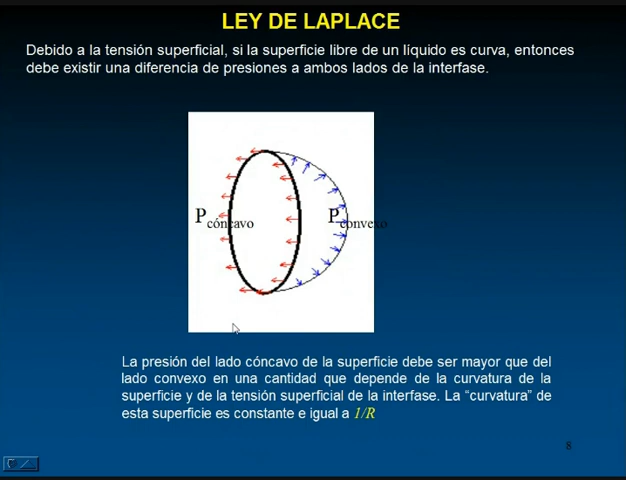 LEY DE LAPLACE
Debido a la tensión superficial, si la superficie libre de un líquido es curva, entonces
debe existir una diferencia de presiones a ambos lados de la interfase.
Pcóncavo Pconvexo
La presión del lado cóncavo de la superficie debe ser mayor que del
lado convexo en una cantidad que depende de la curvatura de la
superficie y de la tensión superficial de la interfase. La “curvatura” de
esta superficie es constante e igual a 1/R
8